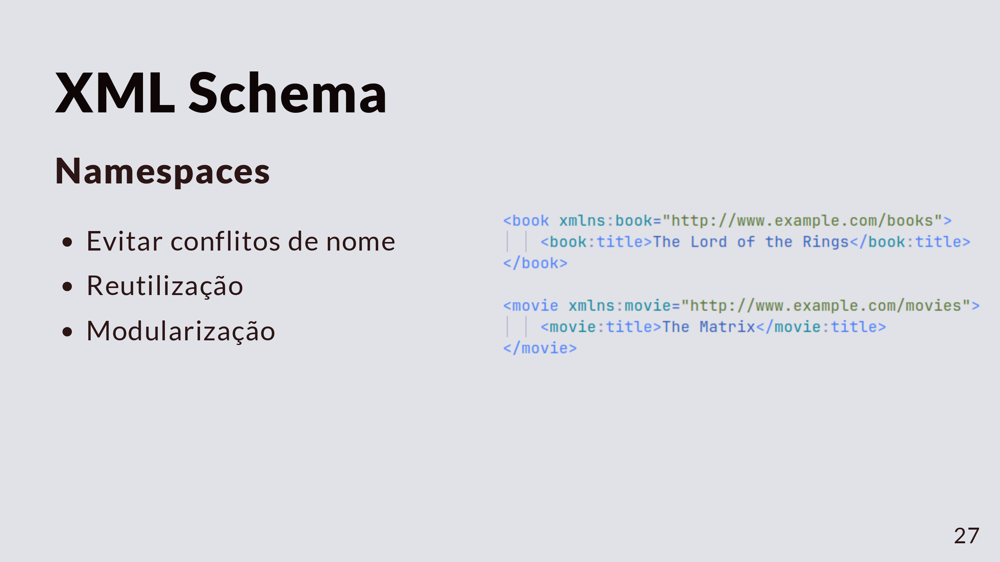 XML Schema
Namespaces
• Evitar conflitos de nome
• Reutilização
• Modularização
<book xmlns:book="http://www.example.com/books">
    <book:title>The Lord of the Rings</book:title>
</book>
<movie xmlns:movie="http://www.example.com/movies">
    <movie:title>The Matrix</movie:title>
</movie>
27